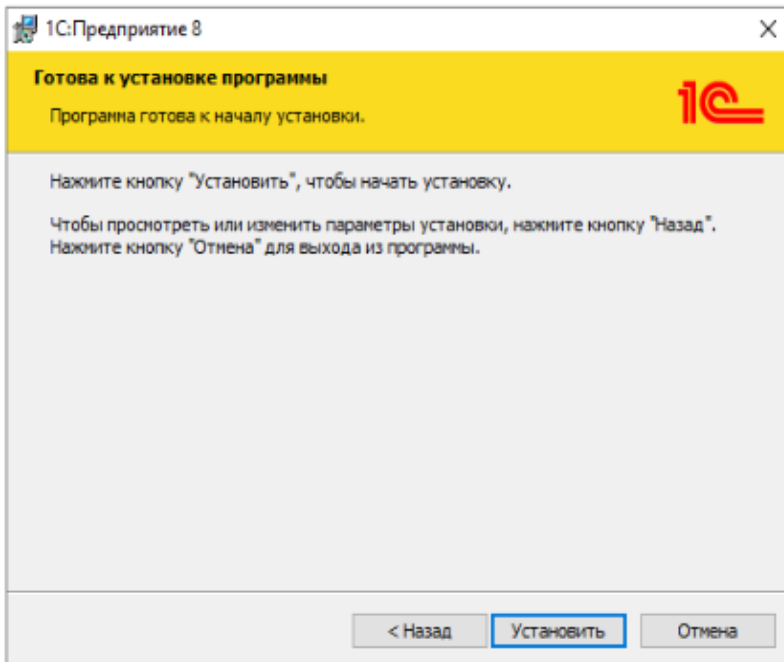 1С:Предприятие 8
Готова к установке программы
Программа готова к началу установки.
1С
Нажмите кнопку "Установить", чтобы начать установку.
Чтобы просмотреть или изменить параметры установки, нажмите кнопку "Назад".
Нажмите кнопку "Отмена" для выхода из программы.
< Назад
Установить
Отмена